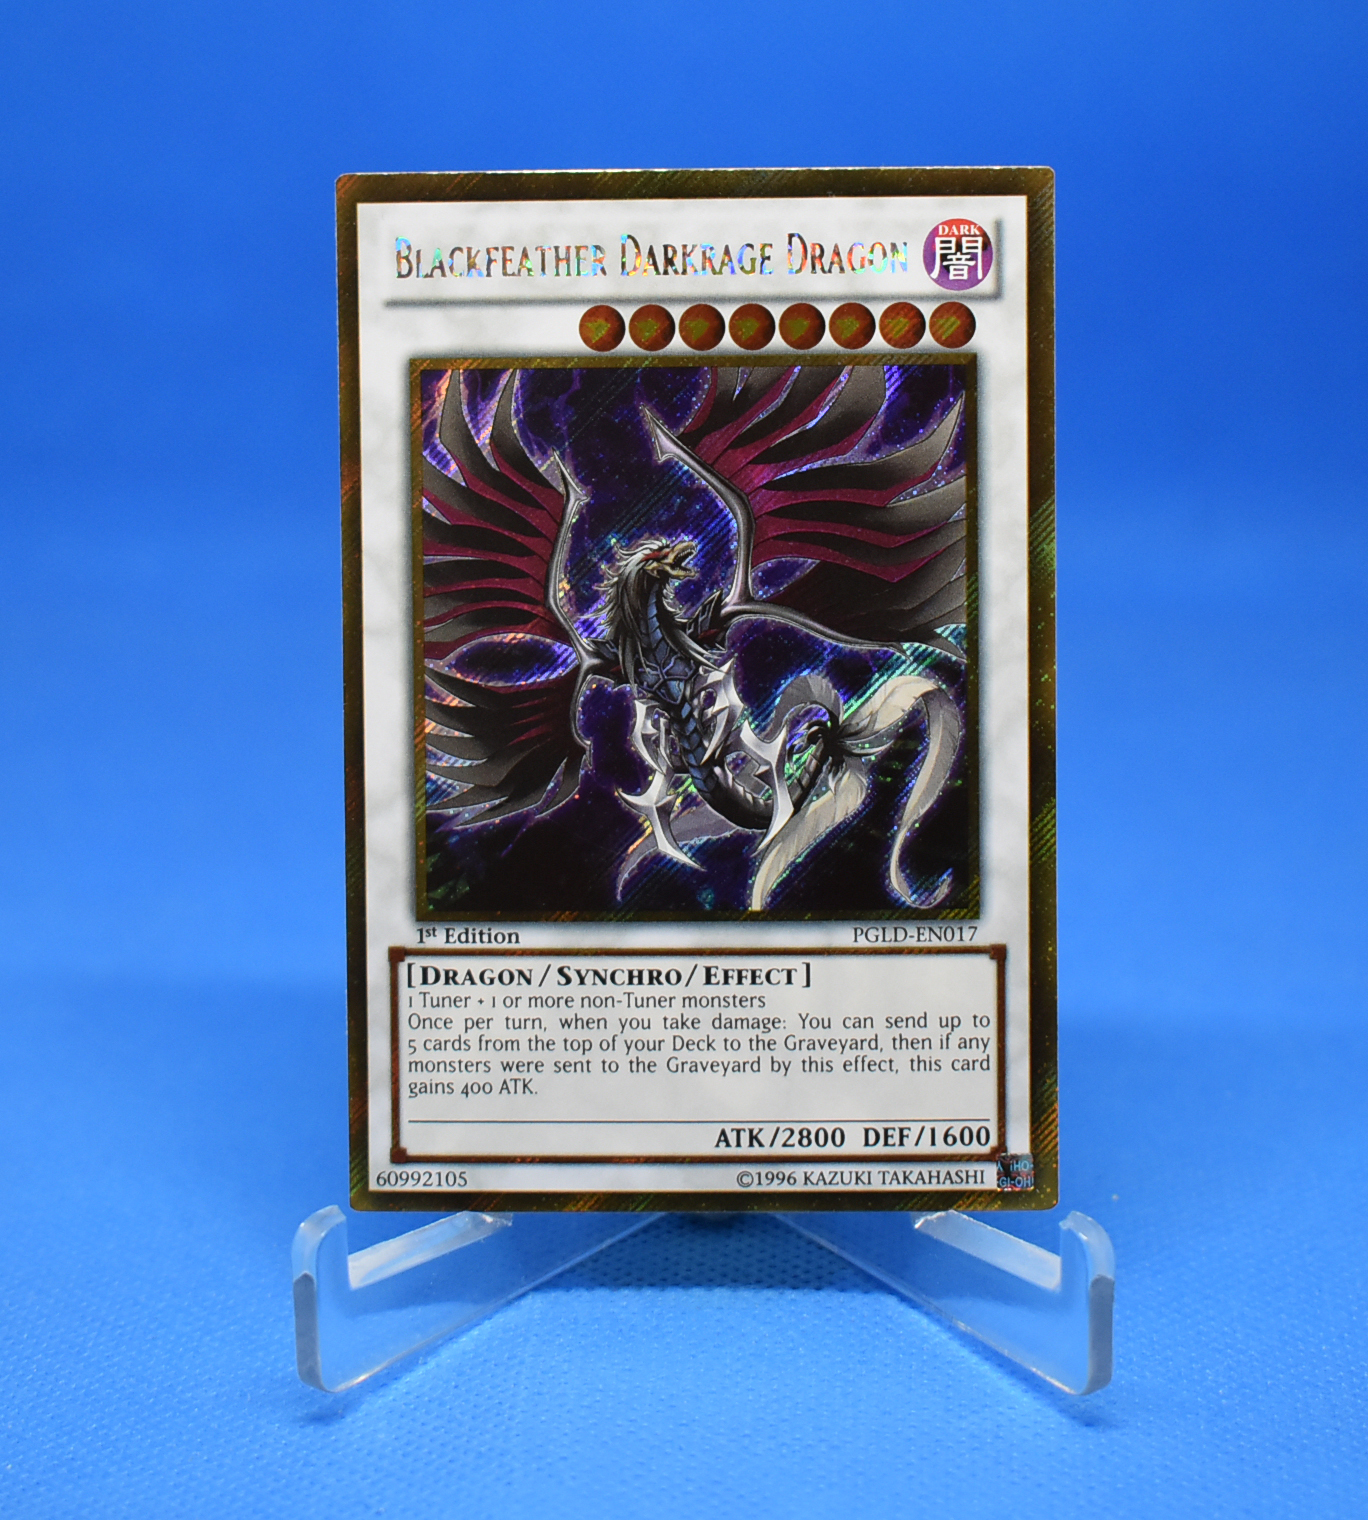 BLACKFEATHER DARKRAGE DRAGON
DARK
闇
1st Edition
PGLD-EN017
[DRAGON/SYNCHRO/EFFECT]
1 Tuner + 1 or more non-Tuner monsters
Once per turn, when you take damage: You can send up to
5 cards from the top of your Deck to the Graveyard, then if any
monsters were sent to the Graveyard by this effect, this card
gains 400 ATK.
ATK/2800 DEF/1600
60992105
©1996 KAZUKI TAKAHASHI
GI-OH!